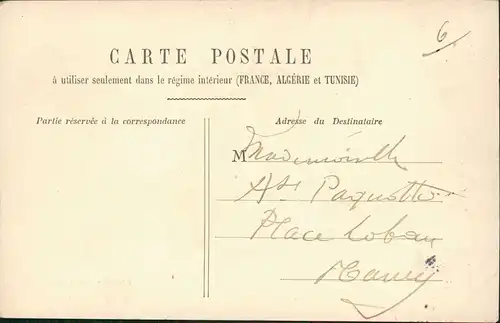 6
CARTE POSTALE
à utiliser seulement dans le régime intérieur (FRANCE, ALGÉRIE et TUNISIE)
Partie réservée à la correspondance
Adresse du Destinataire
Mademoiselle
Paquotte
Place Lobau
Nancy